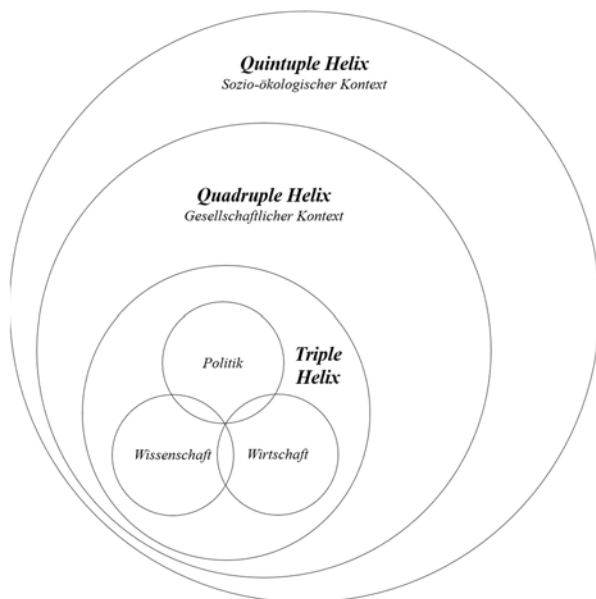 Quintuple Helix
Sozio-ökologischer Kontext
Quadruple Helix
Gesellschaftlicher Kontext
Triple
Helix
Politik
Wissenschaft
Wirtschaft